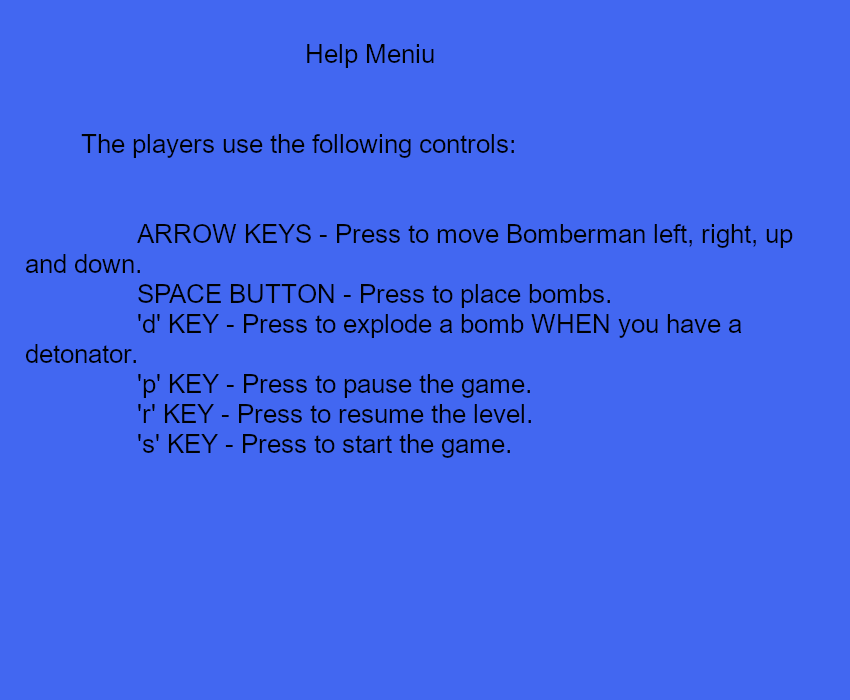 Help Meniu
The players use the following controls:
ARROW KEYS - Press to move Bomberman left, right, up
and down.
SPACE BUTTON - Press to place bombs.
'd' KEY - Press to explode a bomb WHEN you have a
detonator.
'p' KEY - Press to pause the game.
'r' KEY - Press to resume the level.
's' KEY - Press to start the game.